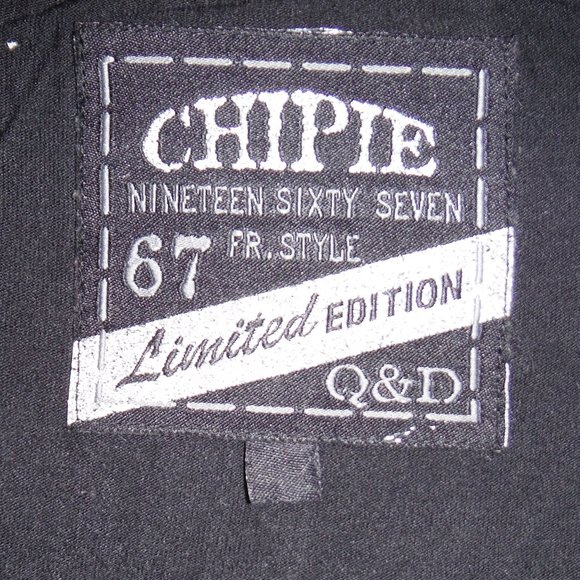 CHIPIE
NINETEEN SIXTY SEVEN
67 FR. STYLE
Limited EDITION
Q&D